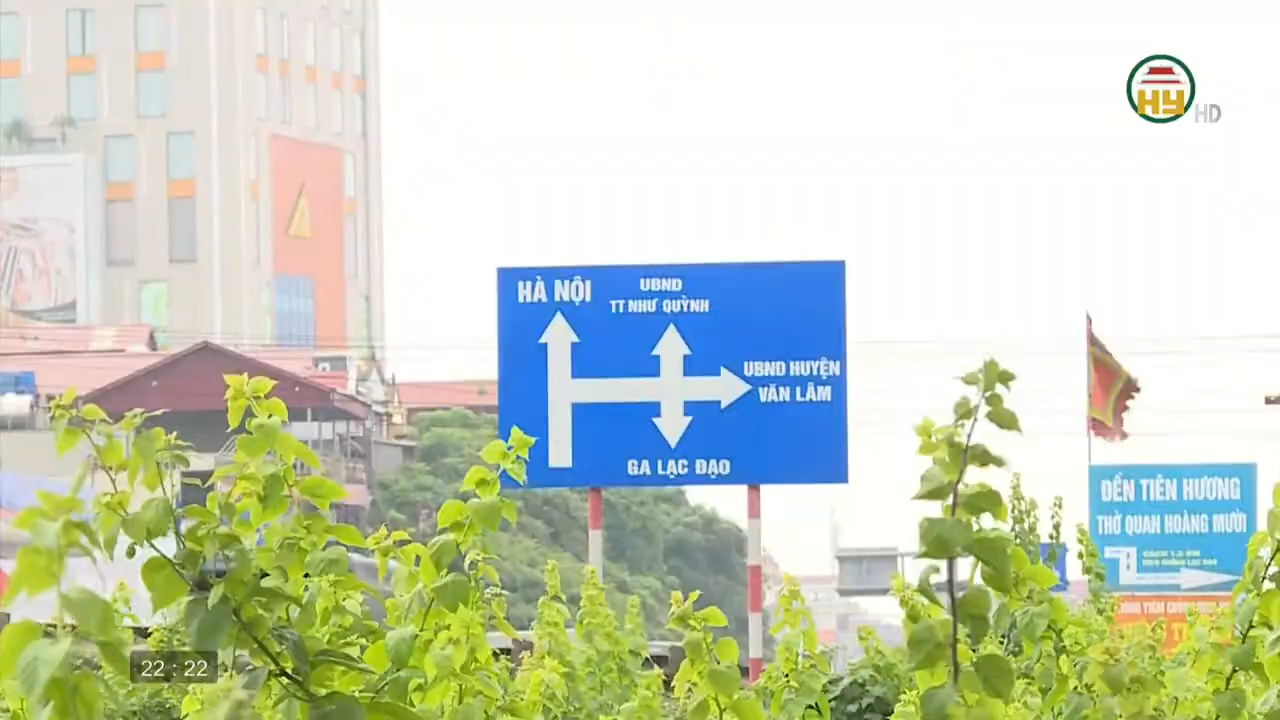 HY HD
HÀ NỘI
UBND
TT NHƯ QUỲNH
UBND HUYỆN
VĂN LÂM
GA LẠC ĐẠO
ĐỀN TIÊN HƯƠNG
THỜ QUAN HOÀNG MƯỜI
22 : 22